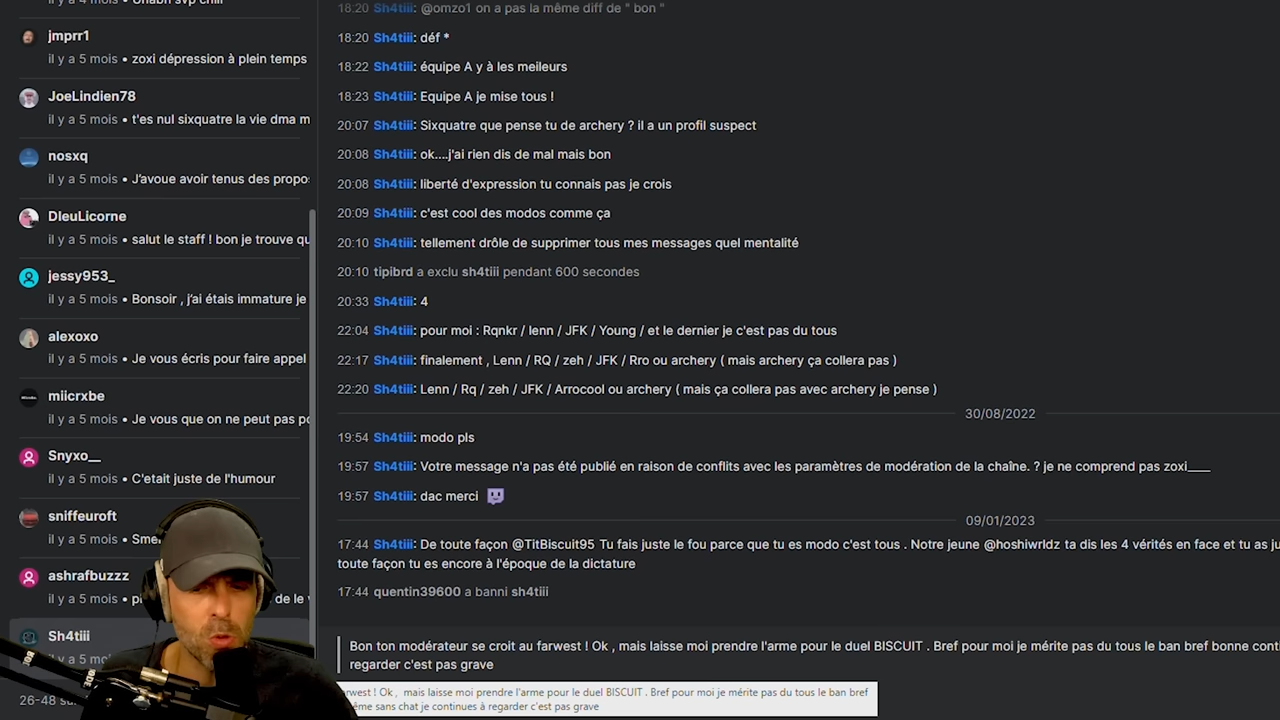 il y a 4 mois • Unabn svp chill
jmprr1
il y a 5 mois • zoxi dépression à plein temps
JoeLindien78
il y a 5 mois • t'es nul sixquatre la vie dma m
nosxq
il y a 5 mois • J'avoue avoir tenus des propo
DleuLicorne
il y a 5 mois • salut le staff ! bon je trouve qu
jessy953_
il y a 5 mois • Bonsoir , j'ai étais immature je
alexoxo
il y a 5 mois • Je vous écris pour faire appel
miicrxbe
il y a 5 mois • Je vous que on ne peut pas po
Snyxo__
il y a 5 mois • C'etait juste de l'humour
sniffeuroft
il y a 5 mois • Sme
ashrafbuzzz
il y a 5 mois • p de le
Sh4tiii
il y a 5 mois
26-48 su
18:20 Sh4tiii: @omzo1 on a pas la même diff de " bon "
18:20 Sh4tiii: déf *
18:22 Sh4tiii: équipe A y à les meileurs
18:23 Sh4tiii: Equipe A je mise tous !
20:07 Sh4tiii: Sixquatre que pense tu de archery ? il a un profil suspect
20:08 Sh4tiii: ok....j'ai rien dis de mal mais bon
20:08 Sh4tiii: liberté d'expression tu connais pas je crois
20:09 Sh4tiii: c'est cool des modos comme ça
20:10 Sh4tiii: tellement drôle de supprimer tous mes messages quel mentalité
20:10 tipibrd a exclu sh4tiii pendant 600 secondes
20:33 Sh4tiii: 4
22:04 Sh4tiii: pour moi : Rqnkr / lenn / JFK / Young / et le dernier je c'est pas du tous
22:17 Sh4tiii: finalement , Lenn / RQ / zeh / JFK / Rro ou archery ( mais archery ça collera pas )
22:20 Sh4tiii: Lenn / Rq / zeh / JFK / Arrocool ou archery ( mais ça collera pas avec archery je pense )
30/08/2022
19:54 Sh4tiii: modo pls
19:57 Sh4tiii: Votre message n'a pas été publié en raison de conflits avec les paramètres de modération de la chaîne. ? je ne comprend pas zoxi____
19:57 Sh4tiii: dac merci
09/01/2023
17:44 Sh4tiii: De toute façon @TitBiscuit95 Tu fais juste le fou parce que tu es modo c'est tous . Notre jeune @hoshiwrldz ta dis les 4 vérités en face et tu as ju
toute façon tu es encore à l'époque de la dictature
17:44 quentin39600 a banni sh4tiii
Bon ton modérateur se croit au farwest ! Ok , mais laisse moi prendre l'arme pour le duel BISCUIT . Bref pour moi je mérite pas du tous le ban bref bonne conti
regarder c'est pas grave
arwest ! Ok , mais laisse moi prendre l'arme pour le duel BISCUIT . Bref pour moi je mérite pas du tous le ban bref
ême sans chat je continues à regarder c'est pas grave